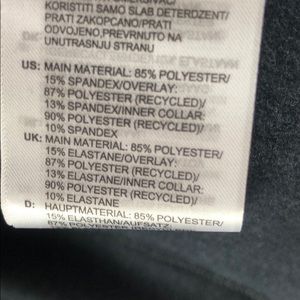 KORISTITI SAMO SLAB DETERDZENT/
PRATI ZAKOPCANO/PRATI
ODVOJENO,PREVRNUTO NA
UNUTRASNJU STRANU
US: MAIN MATERIAL: 85% POLYESTER/
15% SPANDEX/OVERLAY:
87% POLYESTER (RECYCLED)/
13% SPANDEX/INNER COLLAR:
90% POLYESTER (RECYCLED)/
10% SPANDEX
UK: MAIN MATERIAL: 85% POLYESTER/
15% ELASTANE/OVERLAY:
87% POLYESTER (RECYCLED)/
13% ELASTANE/INNER COLLAR:
90% POLYESTER (RECYCLED)/
10% ELASTANE
D: HAUPTMATERIAL: 85% POLYESTER/
15% ELASTHAN/AUFSATZ:
87% POLYESTER (RECYCLED)/